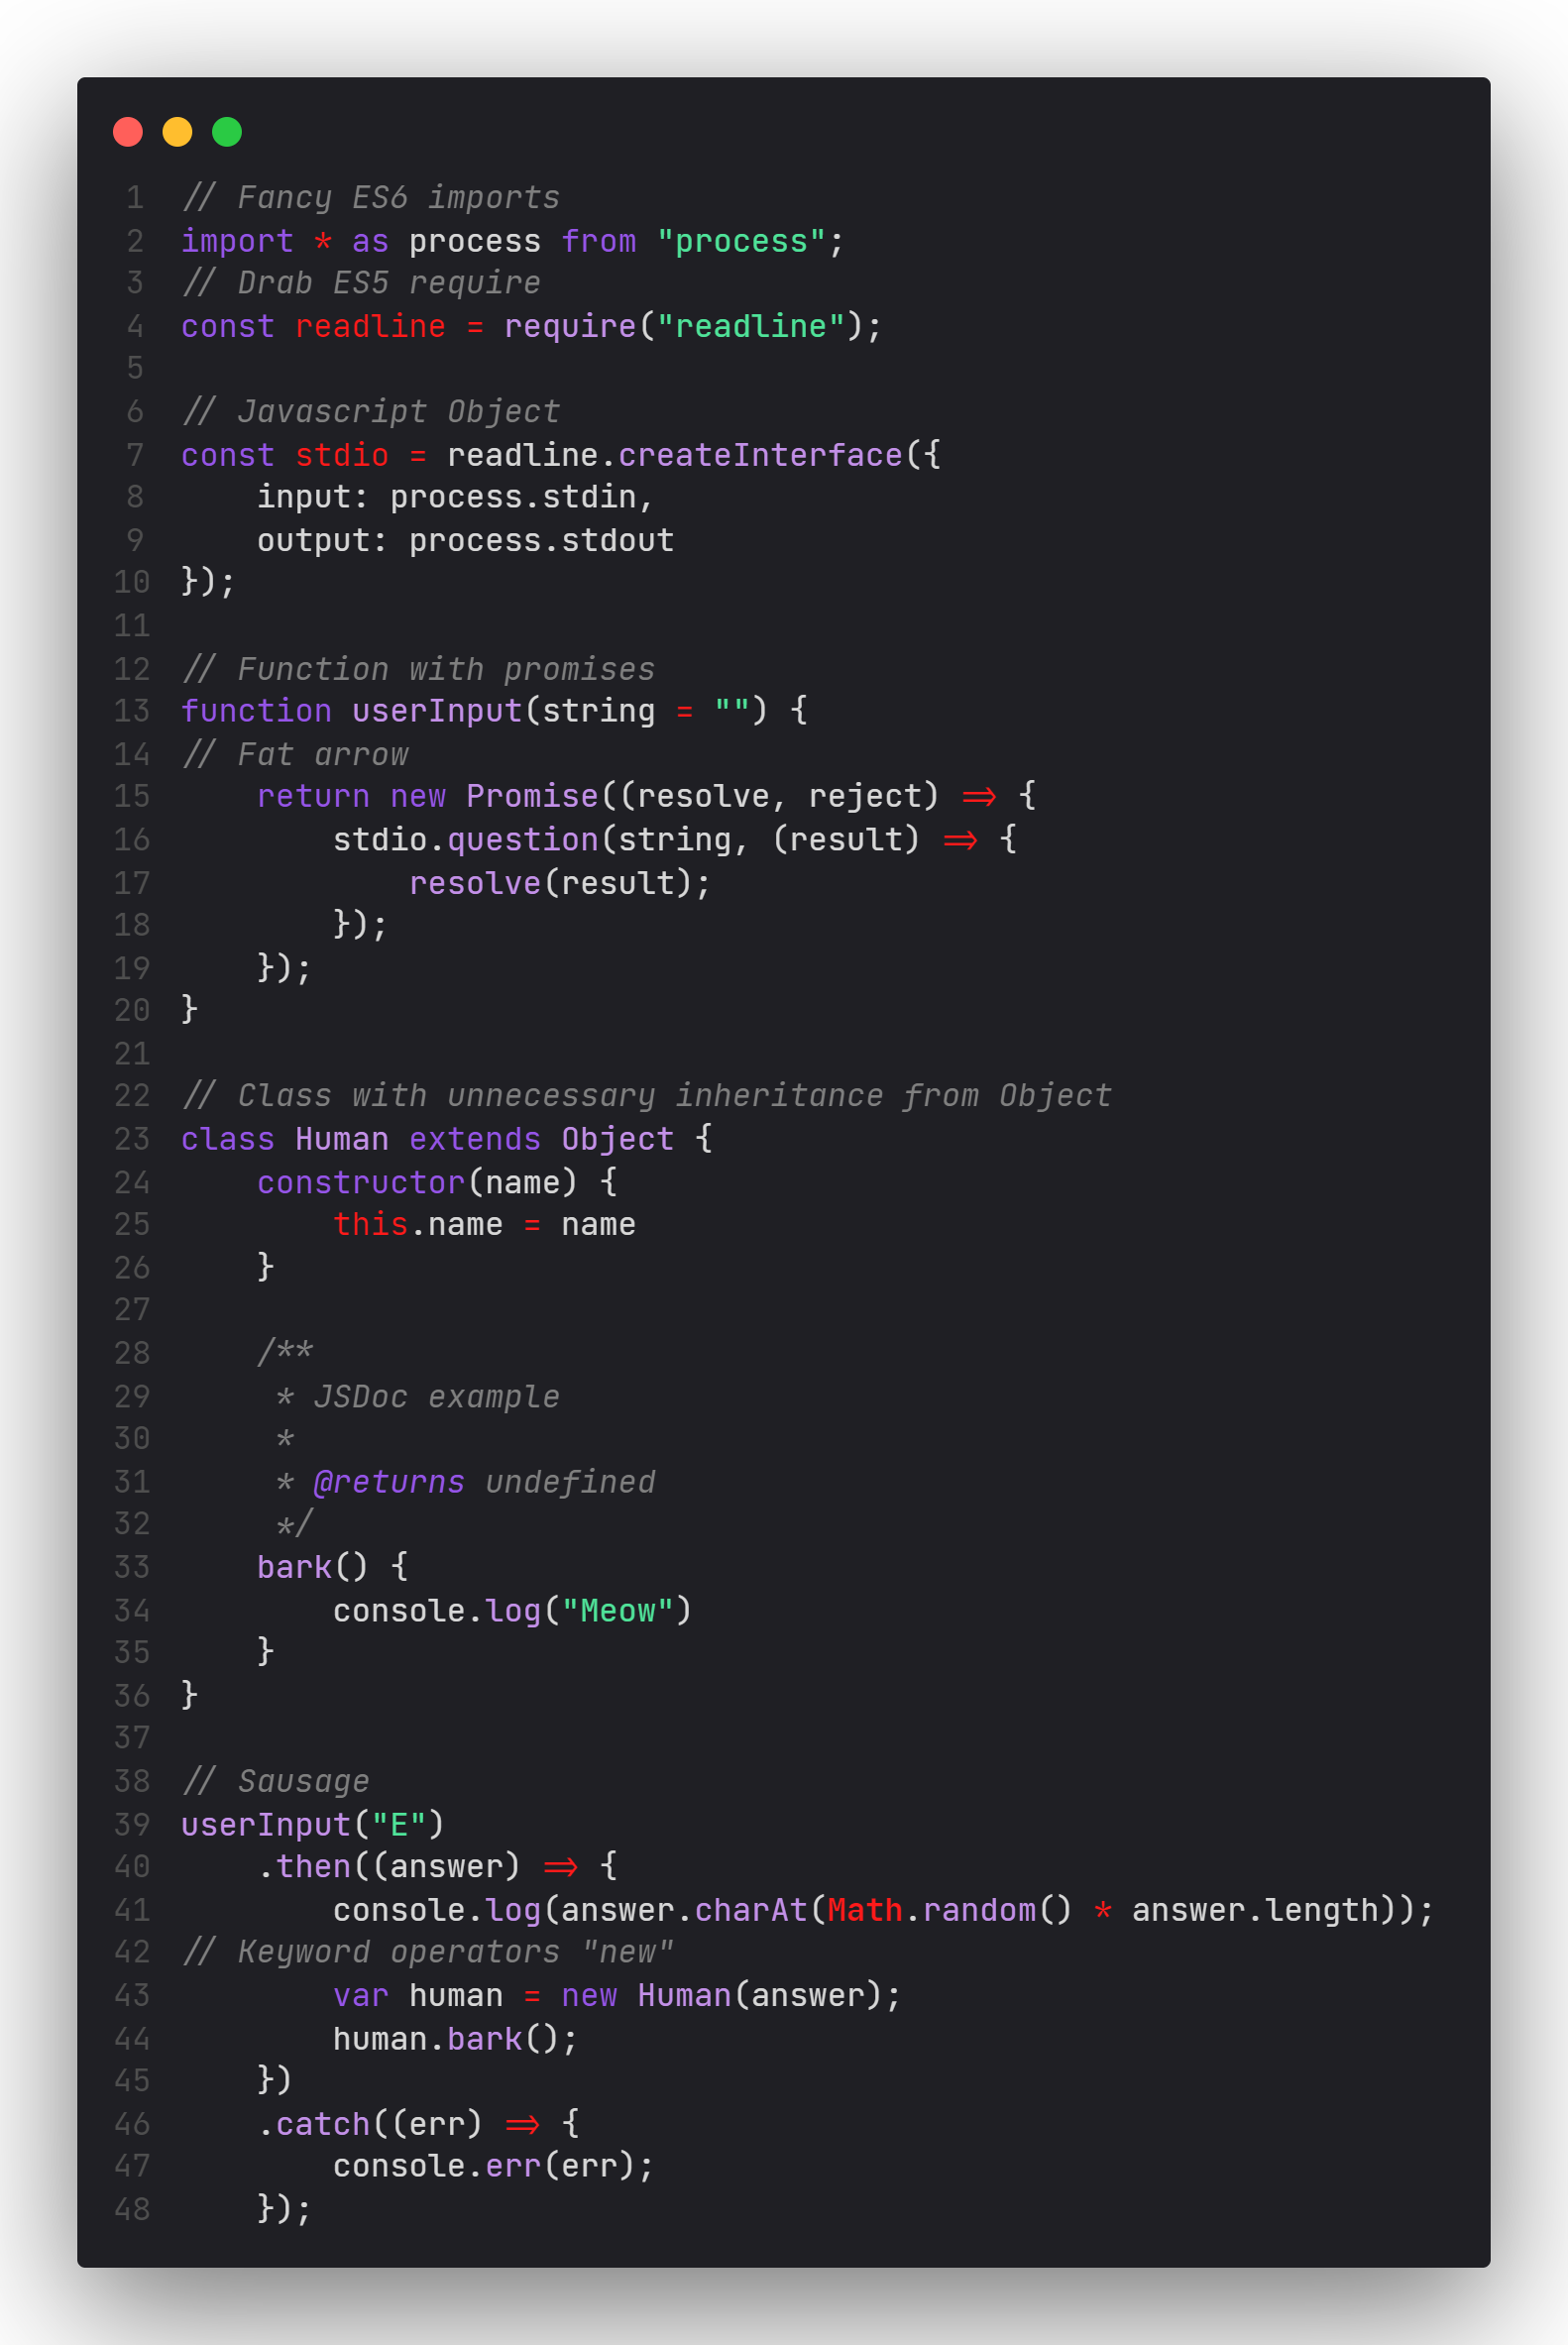 1 // Fancy ES6 imports
2 import * as process from "process";
3 // Drab ES5 require
4 const readline = require("readline");
5
6 // Javascript Object
7 const stdio = readline.createInterface({
8     input: process.stdin,
9     output: process.stdout
10 });
11
12 // Function with promises
13 function userInput(string = "") {
14 // Fat arrow
15     return new Promise((resolve, reject) => {
16         stdio.question(string, (result) => {
17             resolve(result);
18         });
19     });
20 }
21
22 // Class with unnecessary inheritance from Object
23 class Human extends Object {
24     constructor(name) {
25         this.name = name
26     }
27
28     /**
29      * JSDoc example
30      *
31      * @returns undefined
32      */
33     bark() {
34         console.log("Meow")
35     }
36 }
37
38 // Sausage
39 userInput("E")
40     .then((answer) => {
41         console.log(answer.charAt(Math.random() * answer.length));
42 // Keyword operators "new"
43         var human = new Human(answer);
44         human.bark();
45     })
46     .catch((err) => {
47         console.err(err);
48     });